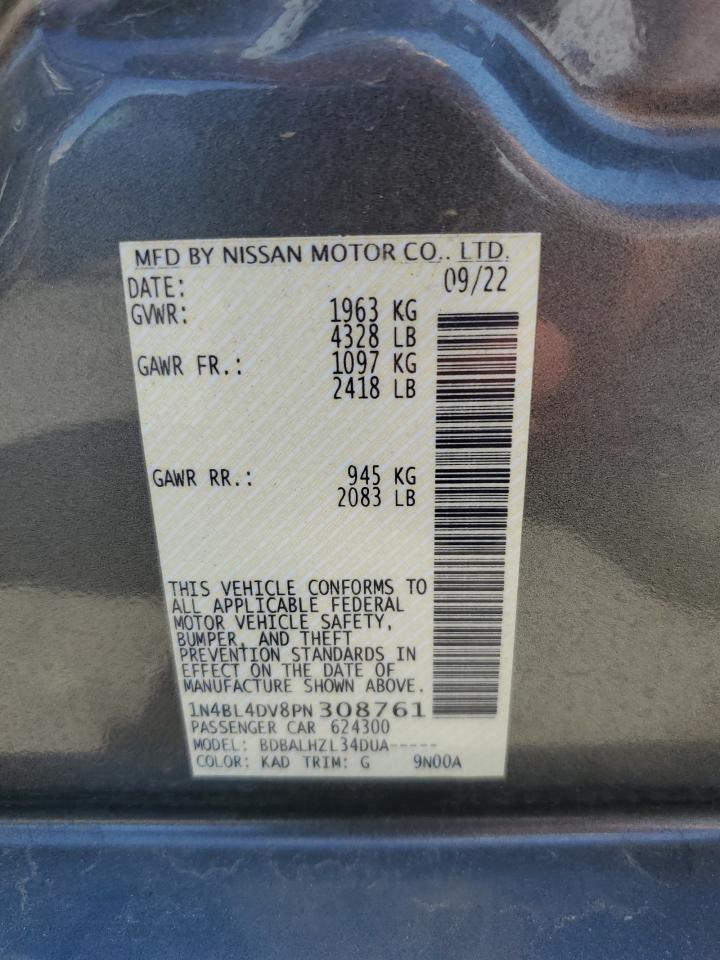 MFD BY NISSAN MOTOR CO., LTD.
DATE: 09/22
GVWR: 1963 KG
4328 LB
GAWR FR.: 1097 KG
2418 LB
GAWR RR.: 945 KG
2083 LB
THIS VEHICLE CONFORMS TO
ALL APPLICABLE FEDERAL
MOTOR VEHICLE SAFETY,
BUMPER, AND THEFT
PREVENTION STANDARDS IN
EFFECT ON THE DATE OF
MANUFACTURE SHOWN ABOVE.
1N4BL4DV8PN308761
PASSENGER CAR 624300
MODEL: BDBALHZL34DUA-----
COLOR: KAD TRIM: G 9N00A